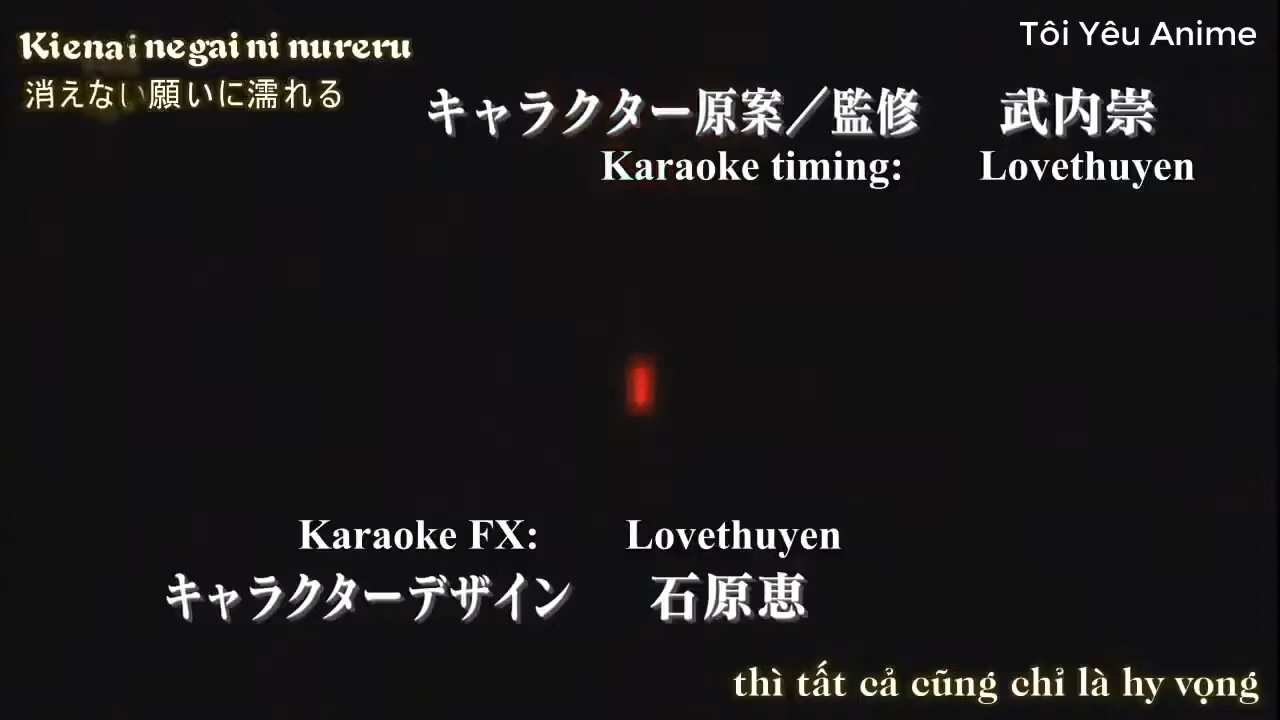 Kienai negai ni nureru
消えない願いに濡れる
Tôi Yêu Anime
キャラクター原案／監修 武内崇
Karaoke timing: Lovethuyen
Karaoke FX: Lovethuyen
キャラクターデザイン 石原恵
thì tất cả cũng chỉ là hy vọng